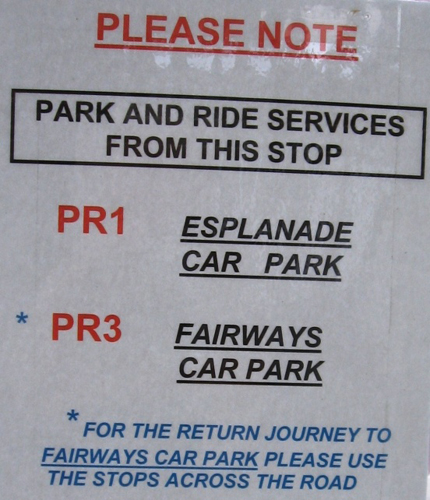 PLEASE NOTE
PARK AND RIDE SERVICES
FROM THIS STOP
PR1 ESPLANADE
CAR PARK
* PR3 FAIRWAYS
CAR PARK
* FOR THE RETURN JOURNEY TO
FAIRWAYS CAR PARK PLEASE USE
THE STOPS ACROSS THE ROAD